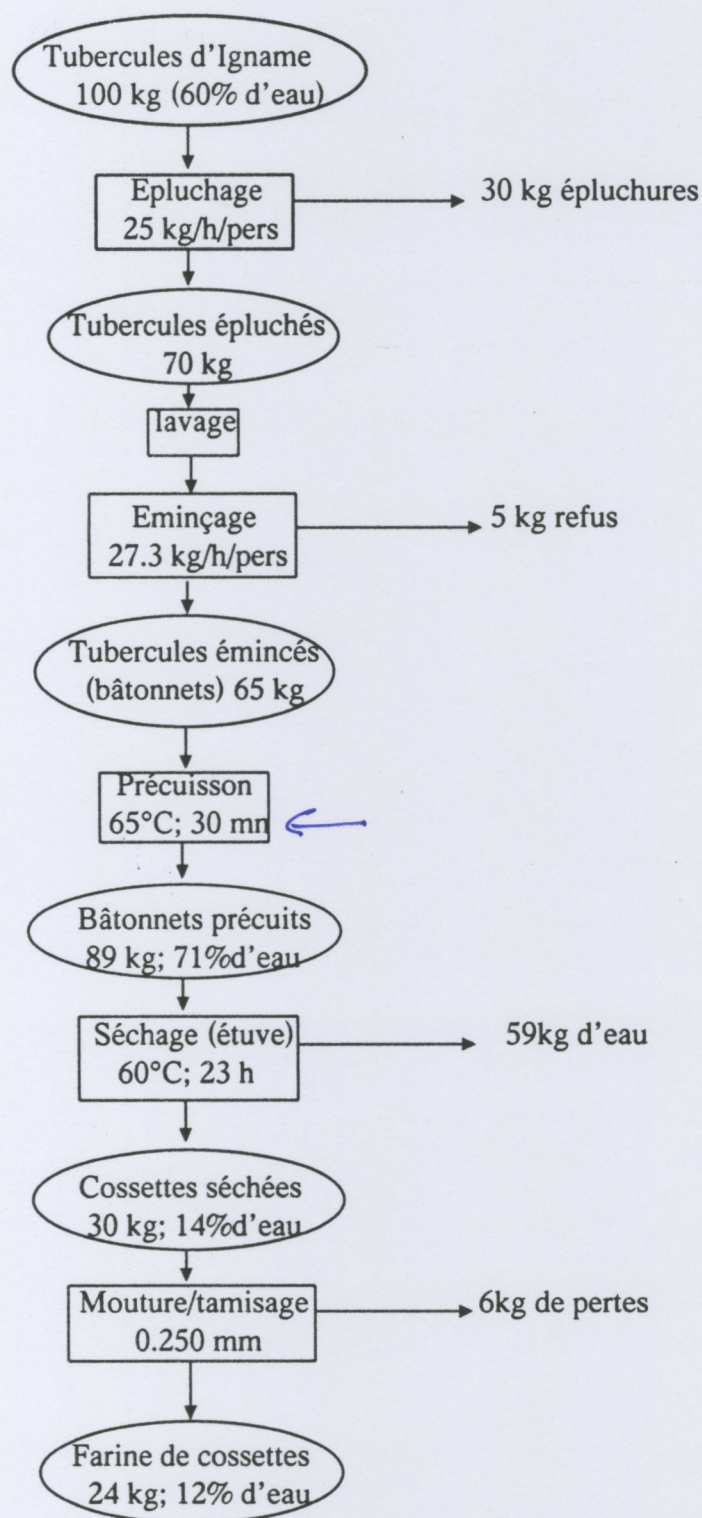 Tubercules d'Igname
100 kg (60% d'eau)
Epluchage
25 kg/h/pers
30 kg épluchures
Tubercules épluchés
70 kg
lavage
Eminçage
27.3 kg/h/pers
5 kg refus
Tubercules émincés
(bâtonnets) 65 kg
Précuisson
65°C; 30 mn
Bâtonnets précuits
89 kg; 71%d'eau
Séchage (étuve)
60°C; 23 h
59kg d'eau
Cossettes séchées
30 kg; 14%d'eau
Mouture/tamisage
0.250 mm
6kg de pertes
Farine de cossettes
24 kg; 12% d'eau